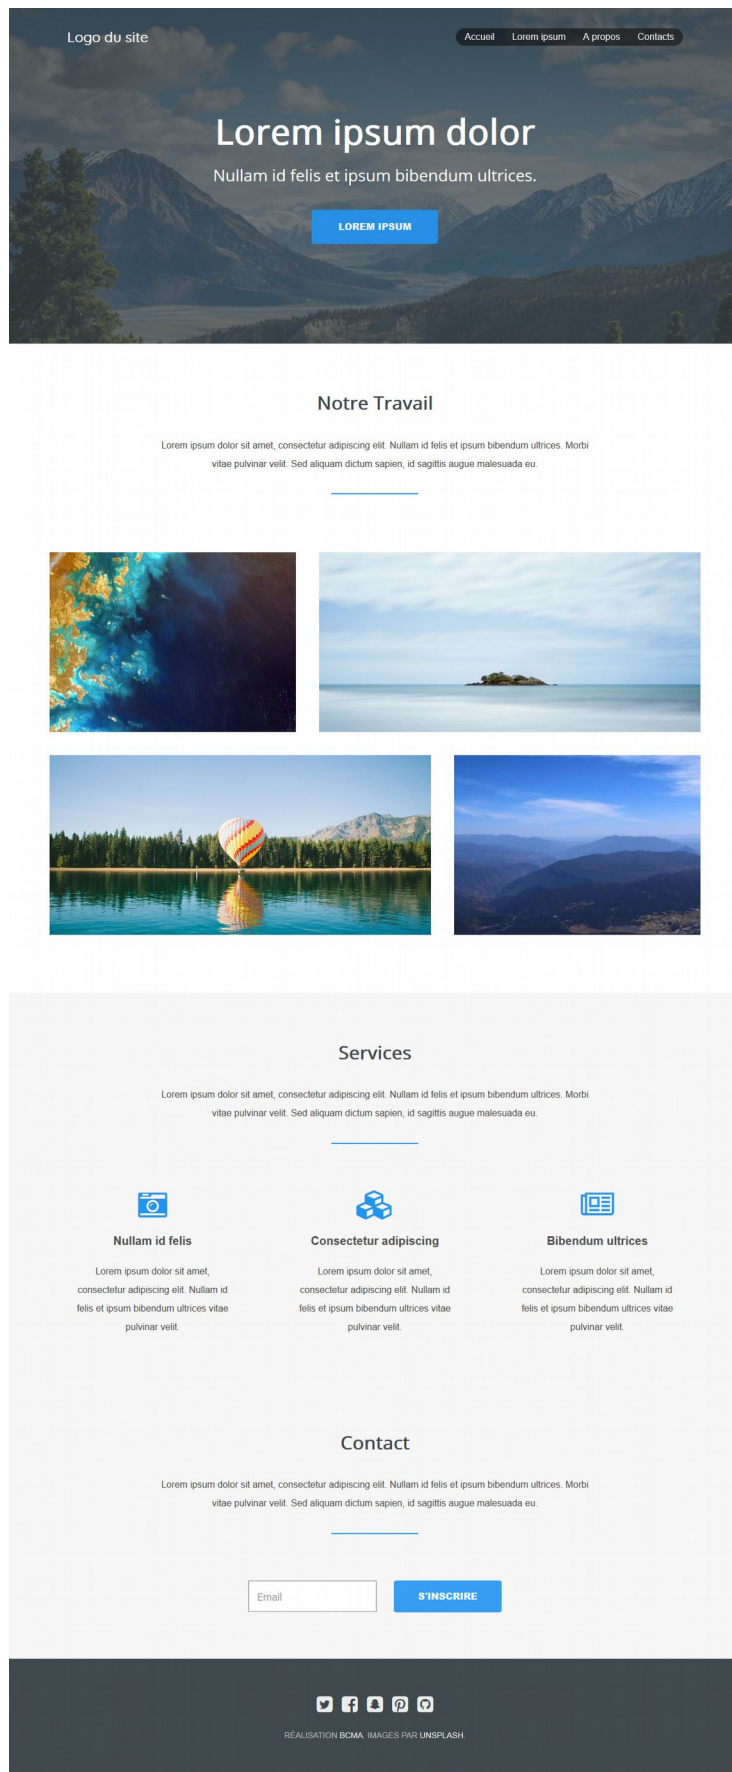 Logo du site
Accueil Lorem ipsum A propos Contacts
Lorem ipsum dolor
Nullam id felis et ipsum bibendum ultrices.
LOREM IPSUM
Notre Travail
Lorem ipsum dolor sit amet, consectetur adipiscing elit. Nullam id felis et ipsum bibendum ultrices. Morbi
vitae pulvinar velit. Sed aliquam dictum sapien, id sagittis augue malesuada eu.
Services
Lorem ipsum dolor sit amet, consectetur adipiscing elit. Nullam id felis et ipsum bibendum ultrices. Morbi
vitae pulvinar velit. Sed aliquam dictum sapien, id sagittis augue malesuada eu.
Nullam id felis
Lorem ipsum dolor sit amet,
consectetur adipiscing elit. Nullam id
felis et ipsum bibendum ultrices vitae
pulvinar velit.
Consectetur adipiscing
Lorem ipsum dolor sit amet,
consectetur adipiscing elit. Nullam id
felis et ipsum bibendum ultrices vitae
pulvinar velit.
Bibendum ultrices
Lorem ipsum dolor sit amet,
consectetur adipiscing elit. Nullam id
felis et ipsum bibendum ultrices vitae
pulvinar velit.
Contact
Lorem ipsum dolor sit amet, consectetur adipiscing elit. Nullam id felis et ipsum bibendum ultrices. Morbi
vitae pulvinar velit. Sed aliquam dictum sapien, id sagittis augue malesuada eu.
Email
S'INSCRIRE
RÉALISATION BCMA. IMAGES PAR UNSPLASH.